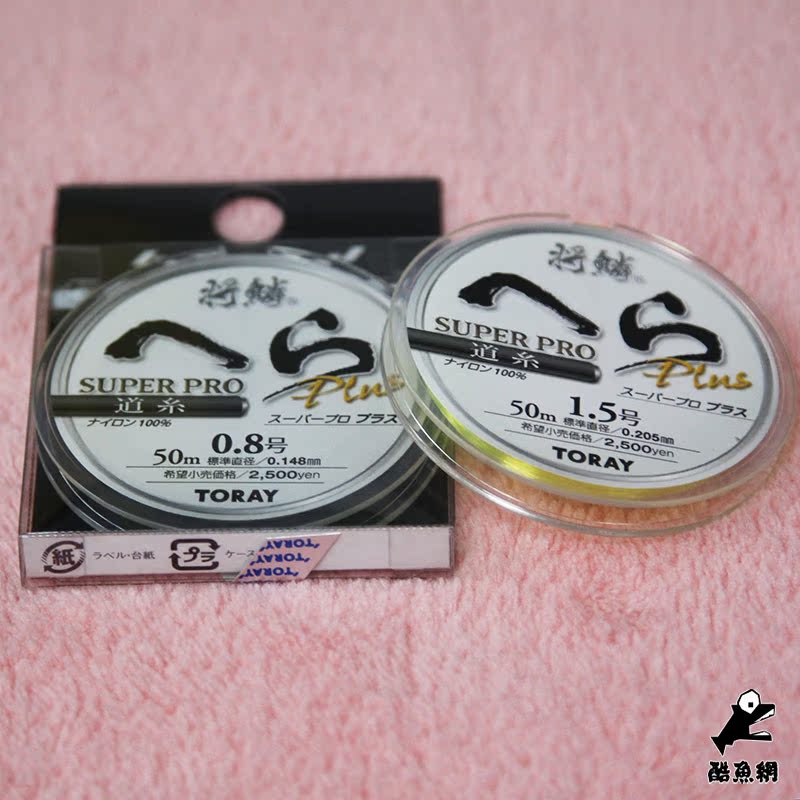 将鱗
へら
SUPER PRO
Plus
道糸
ナイロン100%
スーパープロ プラス
50m 0.8号
標準直径/0.148mm
希望小売価格/2,500yen
TORAY
紙
ラベル・台紙
プラ
ケース
TORAY
TORAY
TORAY
将鱗
へら
SUPER PRO
Plus
道糸
ナイロン100%
スーパープロ プラス
50m 1.5号
標準直径/0.205mm
希望小売価格/2,500yen
TORAY
酷魚網